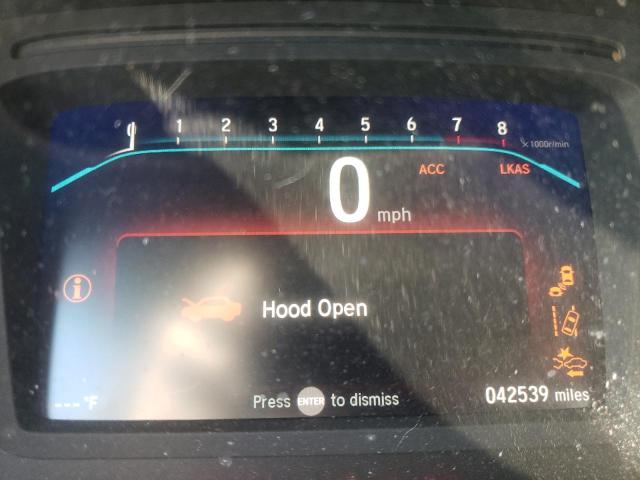 0 1 2 3 4 5 6 7 8
x1000r/min
ACC LKAS
0 mph
i
Hood Open
---°F
Press ENTER to dismiss
042539 miles